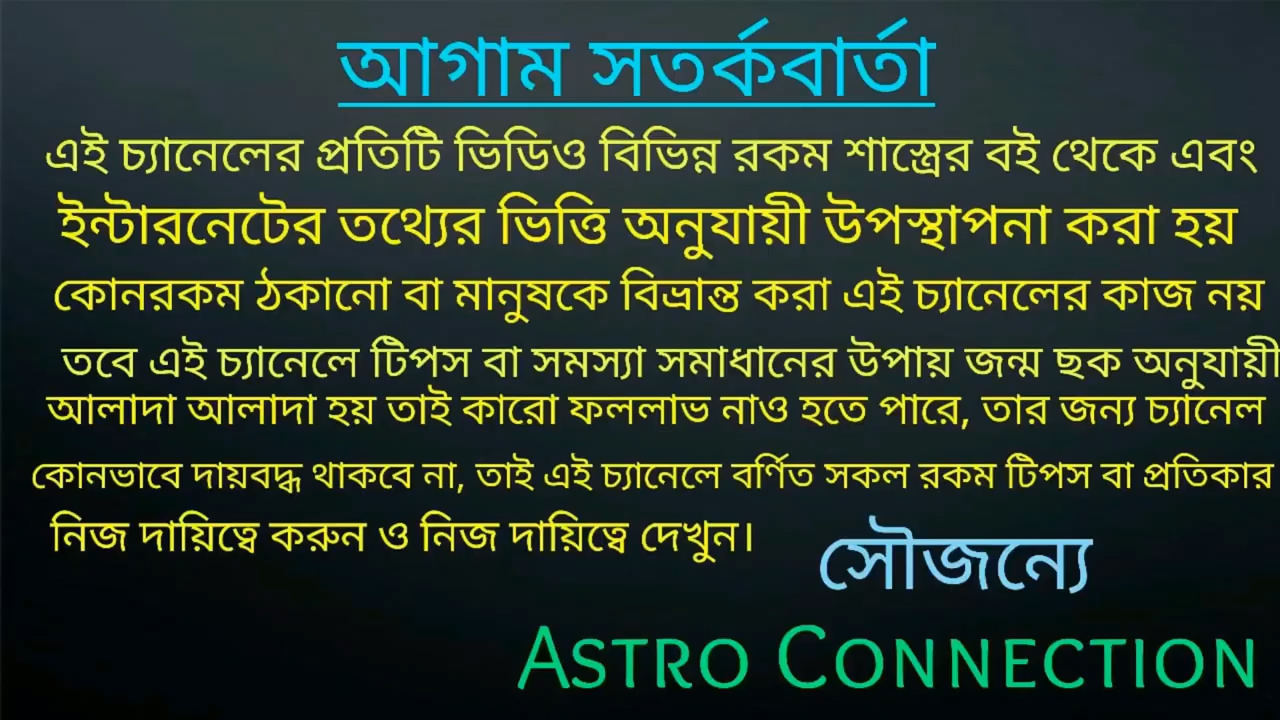 আগাম সতর্কবার্তা
এই চ্যানেলের প্রতিটি ভিডিও বিভিন্ন রকম শাস্ত্রের বই থেকে এবং
ইন্টারনেটের তথ্যের ভিত্তি অনুযায়ী উপস্থাপনা করা হয়
কোনরকম ঠকানো বা মানুষকে বিভ্রান্ত করা এই চ্যানেলের কাজ নয়
তবে এই চ্যানেলে টিপস বা সমস্যা সমাধানের উপায় জন্ম ছক অনুযায়ী
আলাদা আলাদা হয় তাই কারো ফললাভ নাও হতে পারে, তার জন্য চ্যানেল
কোনভাবে দায়বদ্ধ থাকবে না, তাই এই চ্যানেলে বর্ণিত সকল রকম টিপস বা প্রতিকার
নিজ দায়িত্বে করুন ও নিজ দায়িত্বে দেখুন।
সৌজন্যে
ASTRO CONNECTION